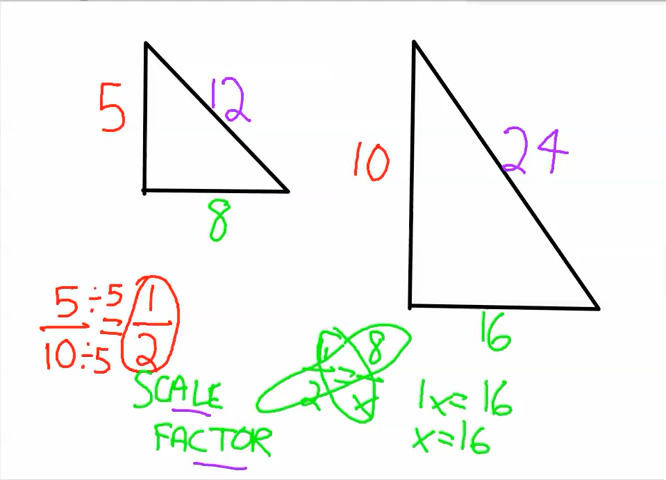 5
12
8
10
24
16
5÷5 = 1
10÷5 2
SCALE
FACTOR
1 = 8
2 x
1x=16
x=16